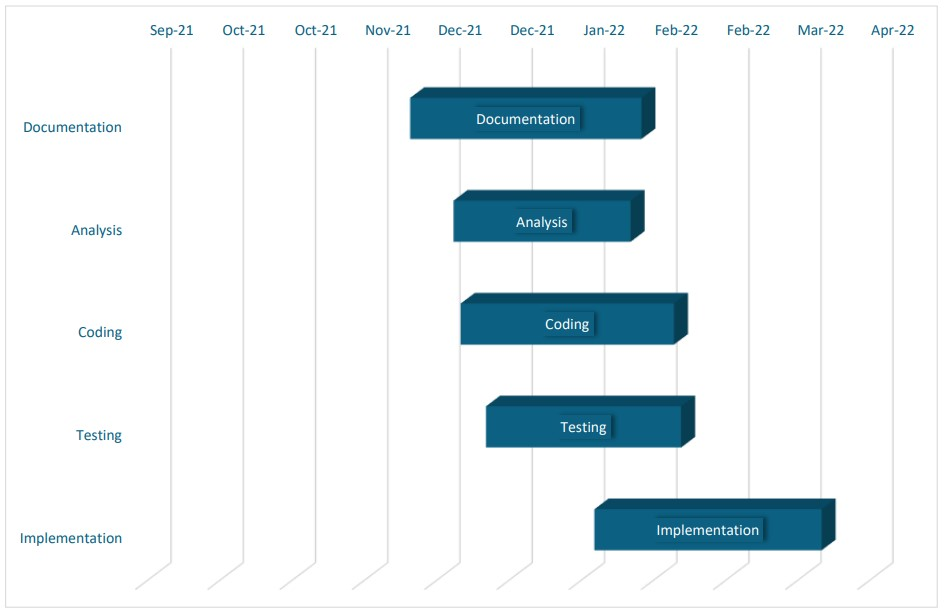 Sep-21 Oct-21 Oct-21 Nov-21 Dec-21 Dec-21 Jan-22 Feb-22 Feb-22 Mar-22 Apr-22
Documentation Documentation
Analysis Analysis
Coding Coding
Testing Testing
Implementation Implementation